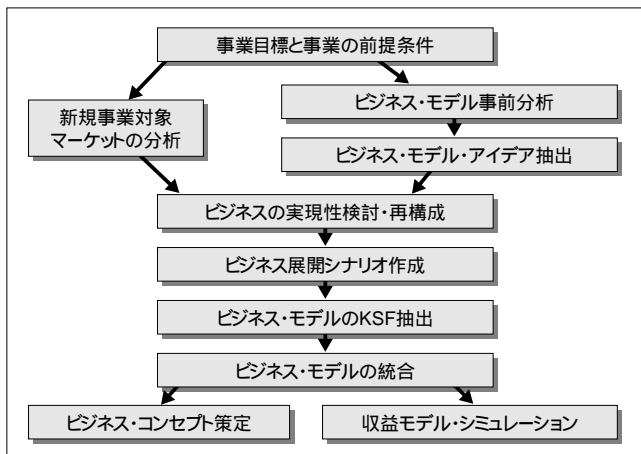 事業目標と事業の前提条件
新規事業対象
マーケットの分析
ビジネス・モデル事前分析
ビジネス・モデル・アイデア抽出
ビジネスの実現性検討・再構成
ビジネス展開シナリオ作成
ビジネス・モデルのKSF抽出
ビジネス・モデルの統合
ビジネス・コンセプト策定
収益モデル・シミュレーション